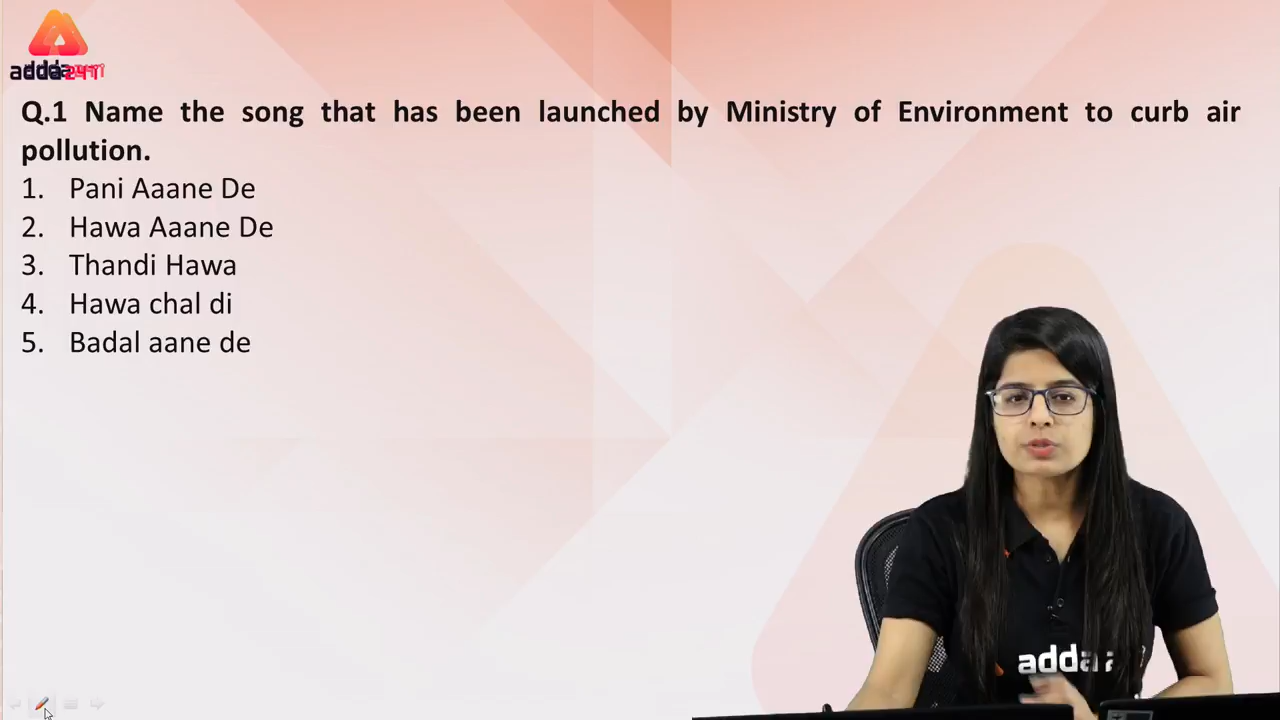 adda241
Q.1 Name the song that has been launched by Ministry of Environment to curb air
pollution.
1. Pani Aaane De
2. Hawa Aaane De
3. Thandi Hawa
4. Hawa chal di
5. Badal aane de
adda